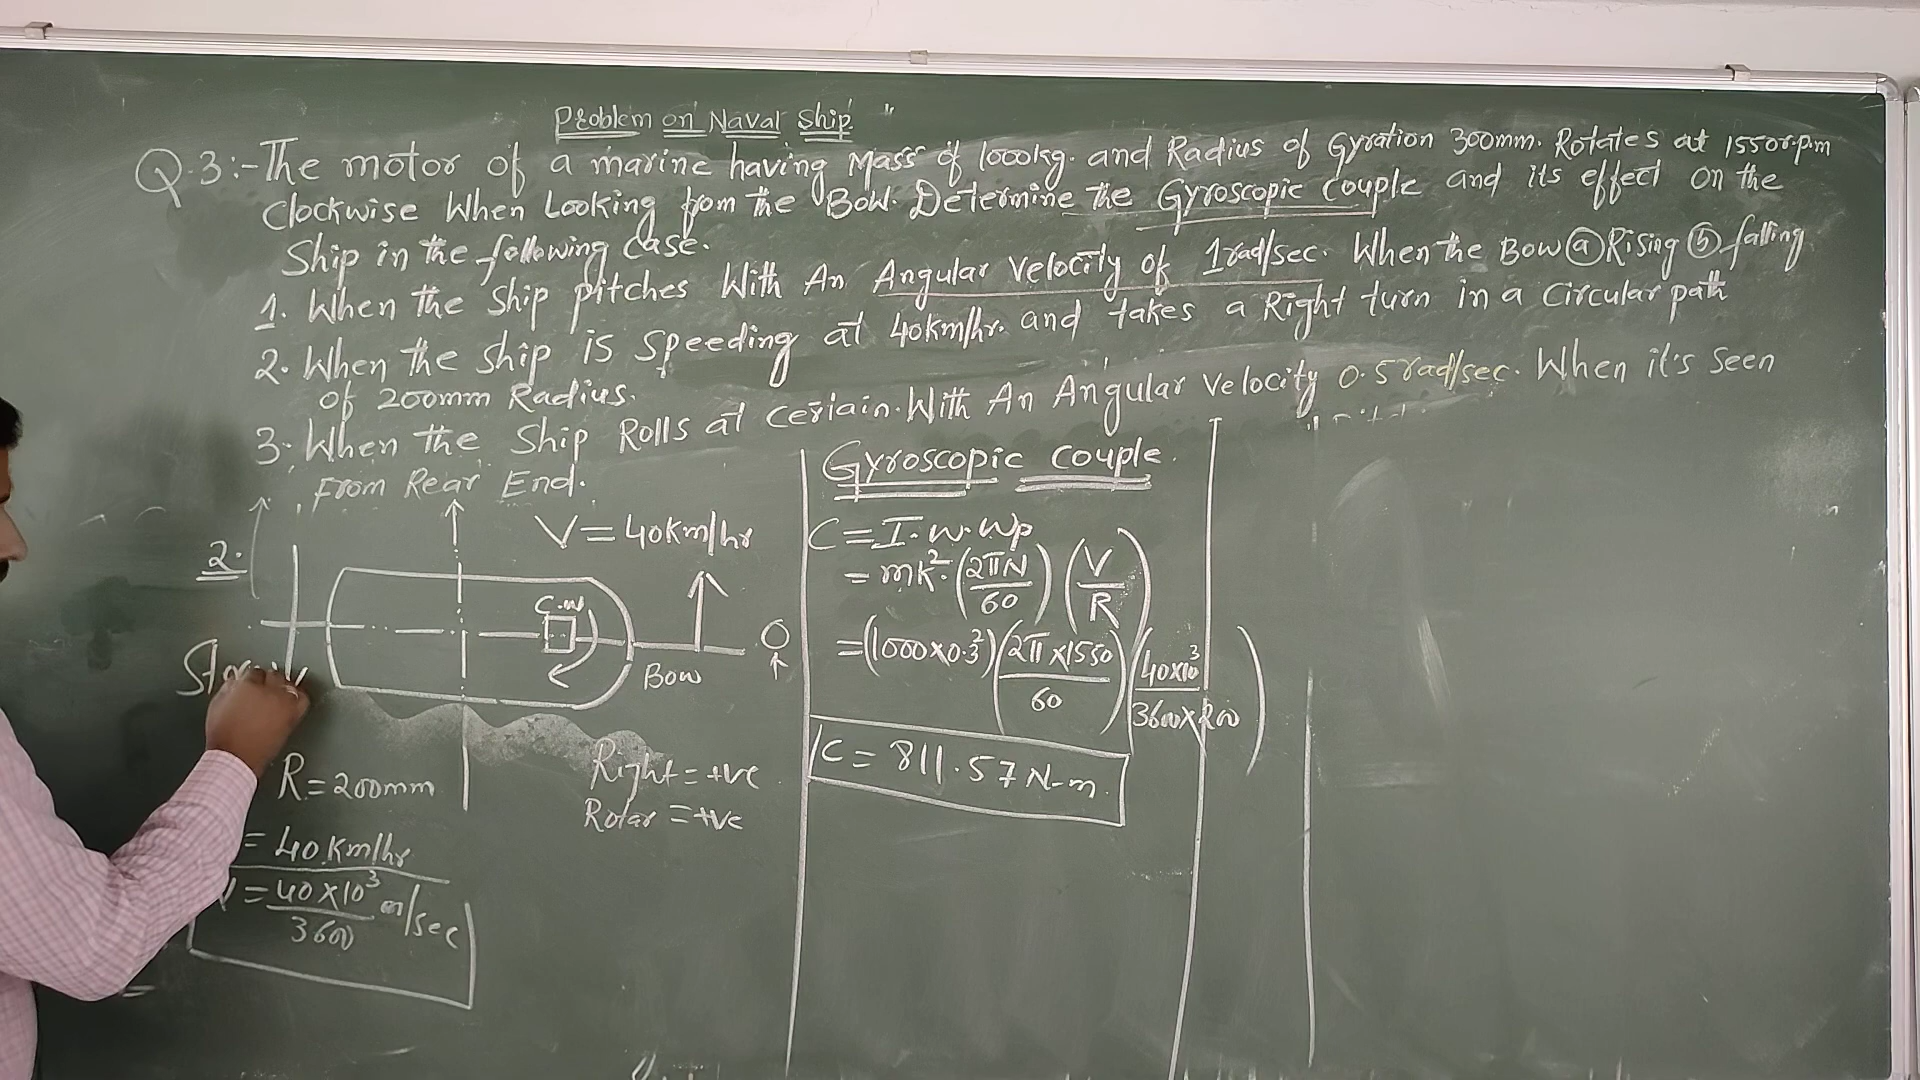 Problem on Naval Ship "
Q.3:- The motor of a marine having Mass of 1000kg. and Radius of Gyration 300mm. Rotates at 1550r.p.m
Clockwise When Looking from the Bow. Determine the Gyroscopic couple and its effect on the
Ship in the following case.
1. When the Ship pitches With An Angular Velocity of 1rad/sec. When the Bow ⓐ Rising ⓑ falling
2. When the ship is Speeding at 40km/hr. and takes a Right turn in a Circular path
of 200mm Radius.
3. When the Ship Rolls at Certain. With An Angular Velocity 0.5 rad/sec. When it's Seen
From Rear End.
2.
V = 40km/hr
C.W
Bow
R = 200mm
Right = +ve
Rotar = +ve
= 40 Km/hr
V = 40 × 10³ / 3600 m/sec
Gyroscopic couple.
C = I.w.wp
= mk². (2πN / 60) (V / R)
= (1000×0.3²) (2π×1550 / 60) (40×10³ / 3600×200)
C = 811.57 N-m.